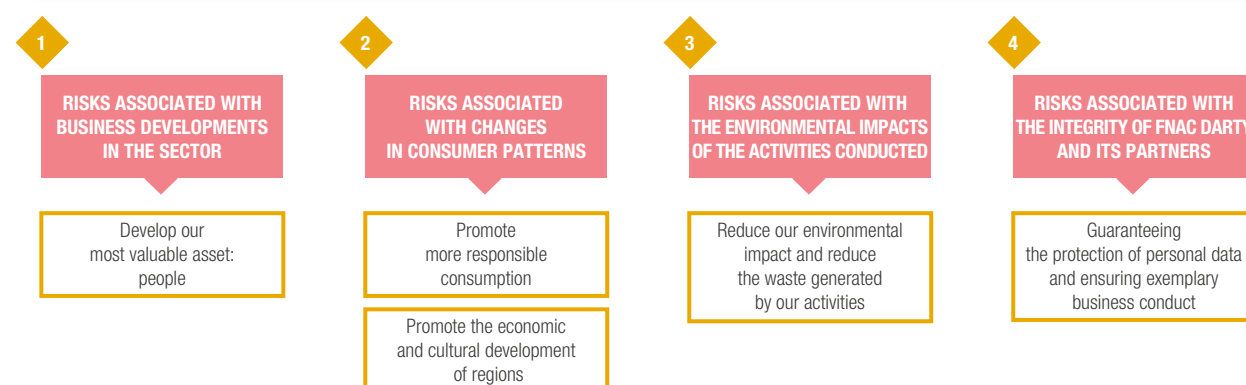 1
RISKS ASSOCIATED WITH
BUSINESS DEVELOPMENTS
IN THE SECTOR
Develop our
most valuable asset:
people
2
RISKS ASSOCIATED
WITH CHANGES
IN CONSUMER PATTERNS
Promote
more responsible
consumption
Promote the economic
and cultural development
of regions
3
RISKS ASSOCIATED WITH
THE ENVIRONMENTAL IMPACTS
OF THE ACTIVITIES CONDUCTED
Reduce our environmental
impact and reduce
the waste generated
by our activities
4
RISKS ASSOCIATED WITH
THE INTEGRITY OF FNAC DARTY
AND ITS PARTNERS
Guaranteeing
the protection of personal data
and ensuring exemplary
business conduct